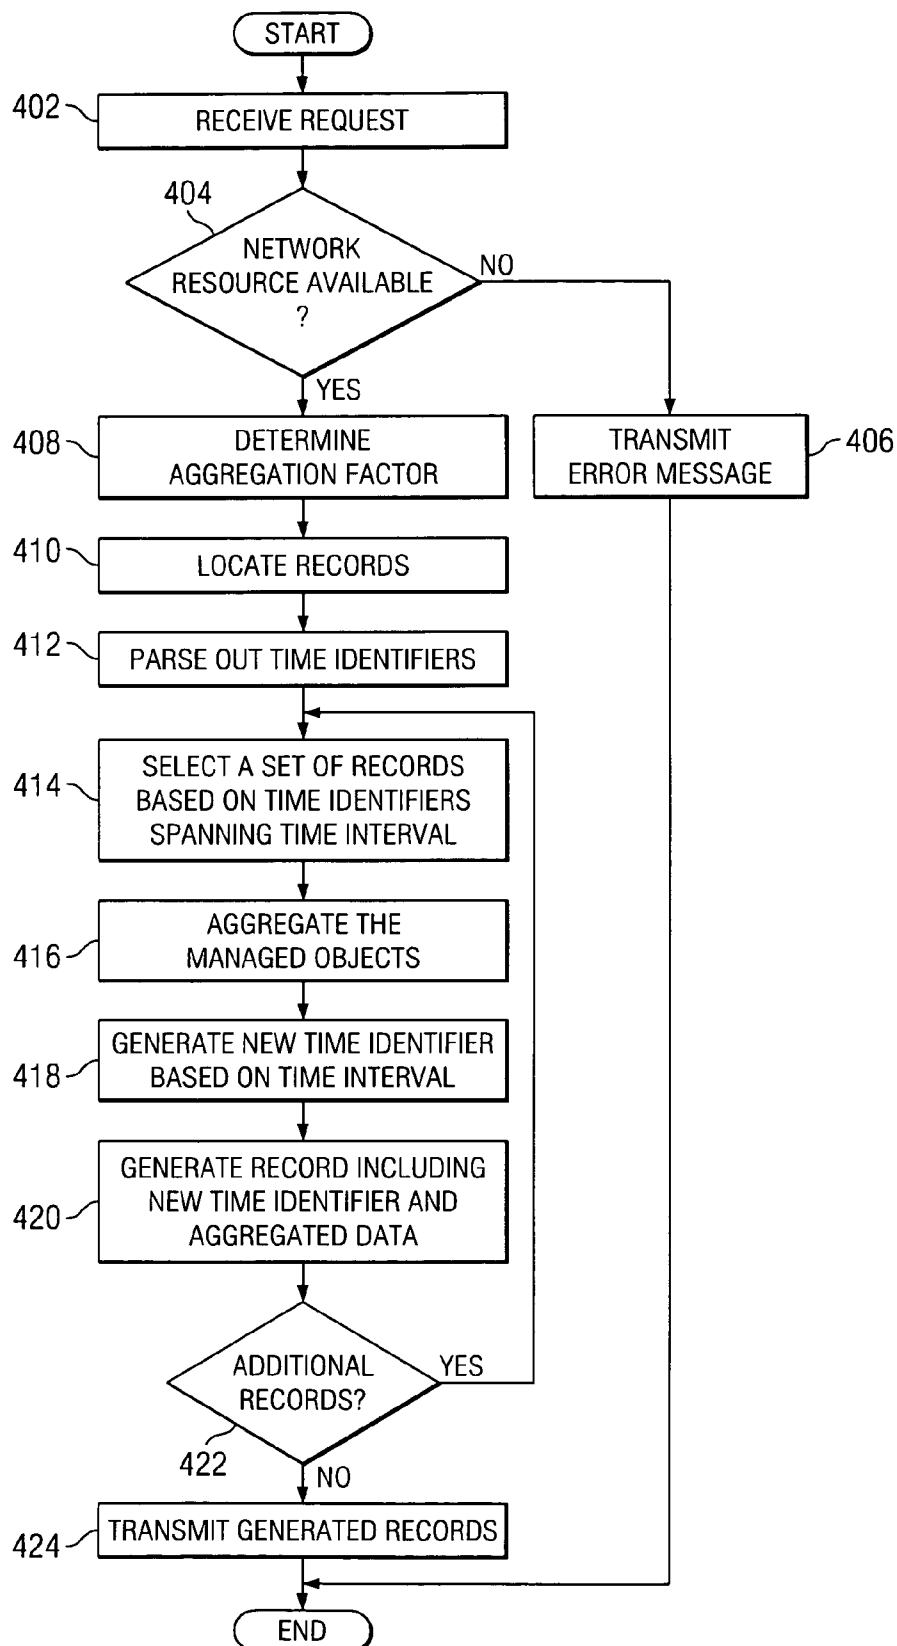 START
402
RECEIVE REQUEST
404
NETWORK
RESOURCE AVAILABLE
?
NO
YES
408
DETERMINE
AGGREGATION FACTOR
TRANSMIT
ERROR MESSAGE
406
410
LOCATE RECORDS
412
PARSE OUT TIME IDENTIFIERS
414
SELECT A SET OF RECORDS
BASED ON TIME IDENTIFIERS
SPANNING TIME INTERVAL
416
AGGREGATE THE
MANAGED OBJECTS
418
GENERATE NEW TIME IDENTIFIER
BASED ON TIME INTERVAL
420
GENERATE RECORD INCLUDING
NEW TIME IDENTIFIER AND
AGGREGATED DATA
ADDITIONAL
RECORDS?
YES
422
NO
424
TRANSMIT GENERATED RECORDS
END